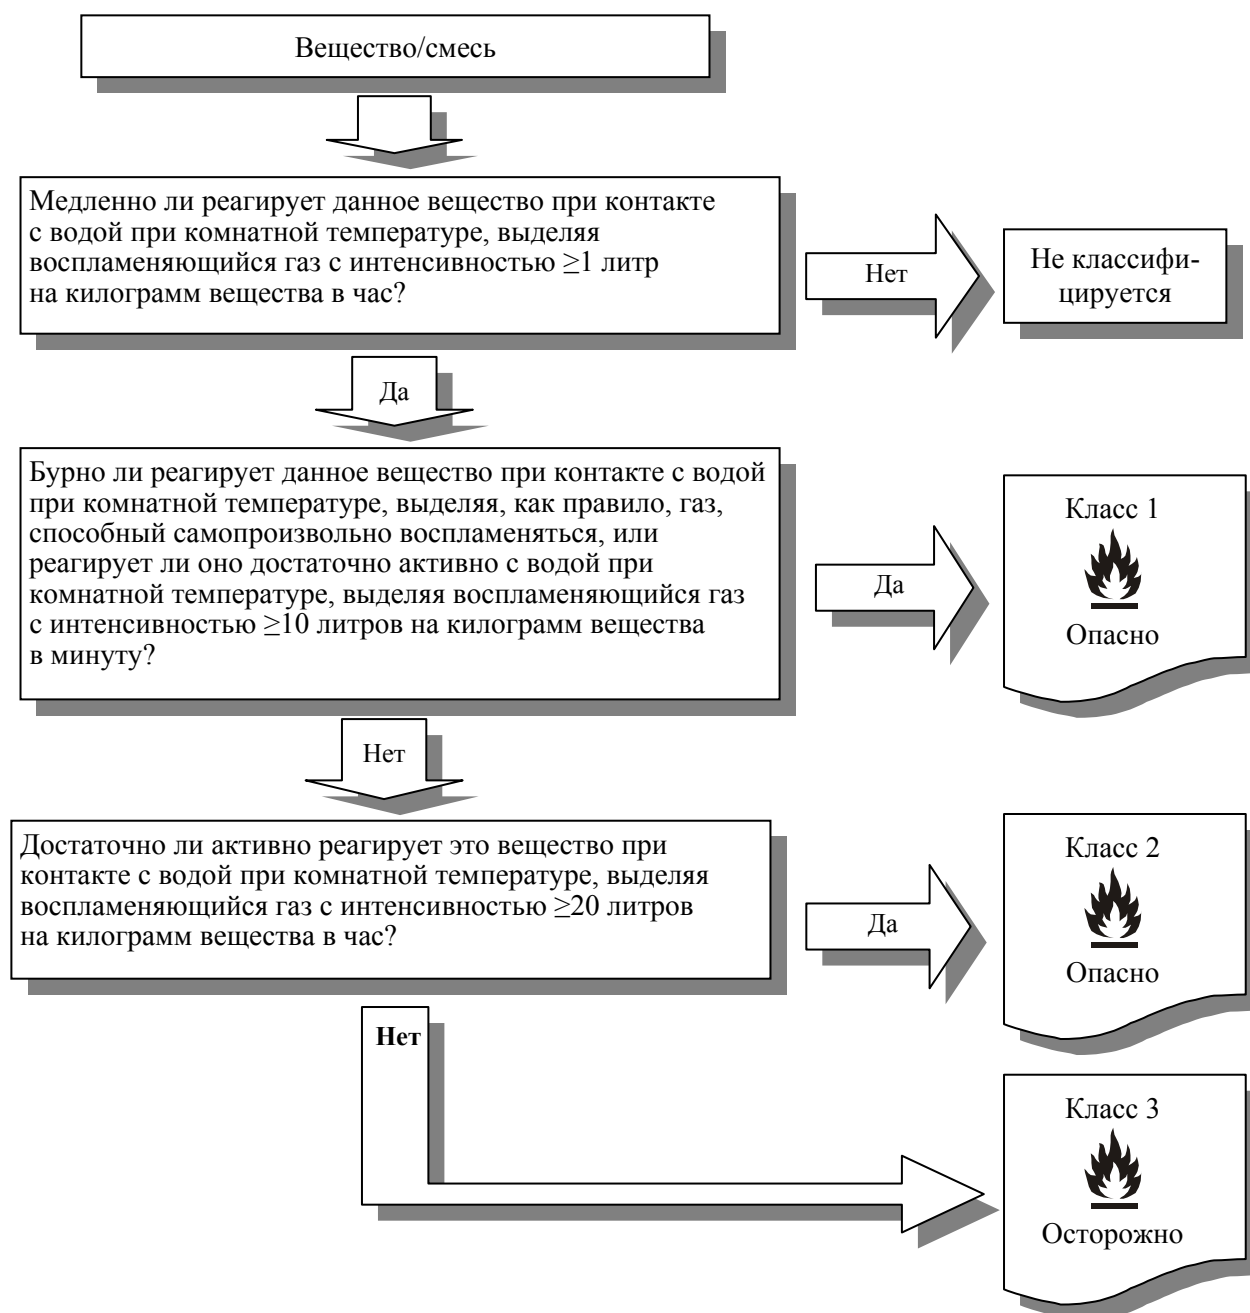 Вещество/смесь
Медленно ли реагирует данное вещество при контакте
с водой при комнатной температуре, выделяя
воспламеняющийся газ с интенсивностью ≥1 литр
на килограмм вещества в час?
Нет
Не классифи-
цируется
Да
Бурно ли реагирует данное вещество при контакте с водой
при комнатной температуре, выделяя, как правило, газ,
способный самопроизвольно воспламеняться, или
реагирует ли оно достаточно активно с водой при
комнатной температуре, выделяя воспламеняющийся газ
с интенсивностью ≥10 литров на килограмм вещества
в минуту?
Да
Класс 1
Опасно
Нет
Достаточно ли активно реагирует это вещество при
контакте с водой при комнатной температуре, выделяя
воспламеняющийся газ с интенсивностью ≥20 литров
на килограмм вещества в час?
Да
Класс 2
Опасно
Нет
Класс 3
Осторожно